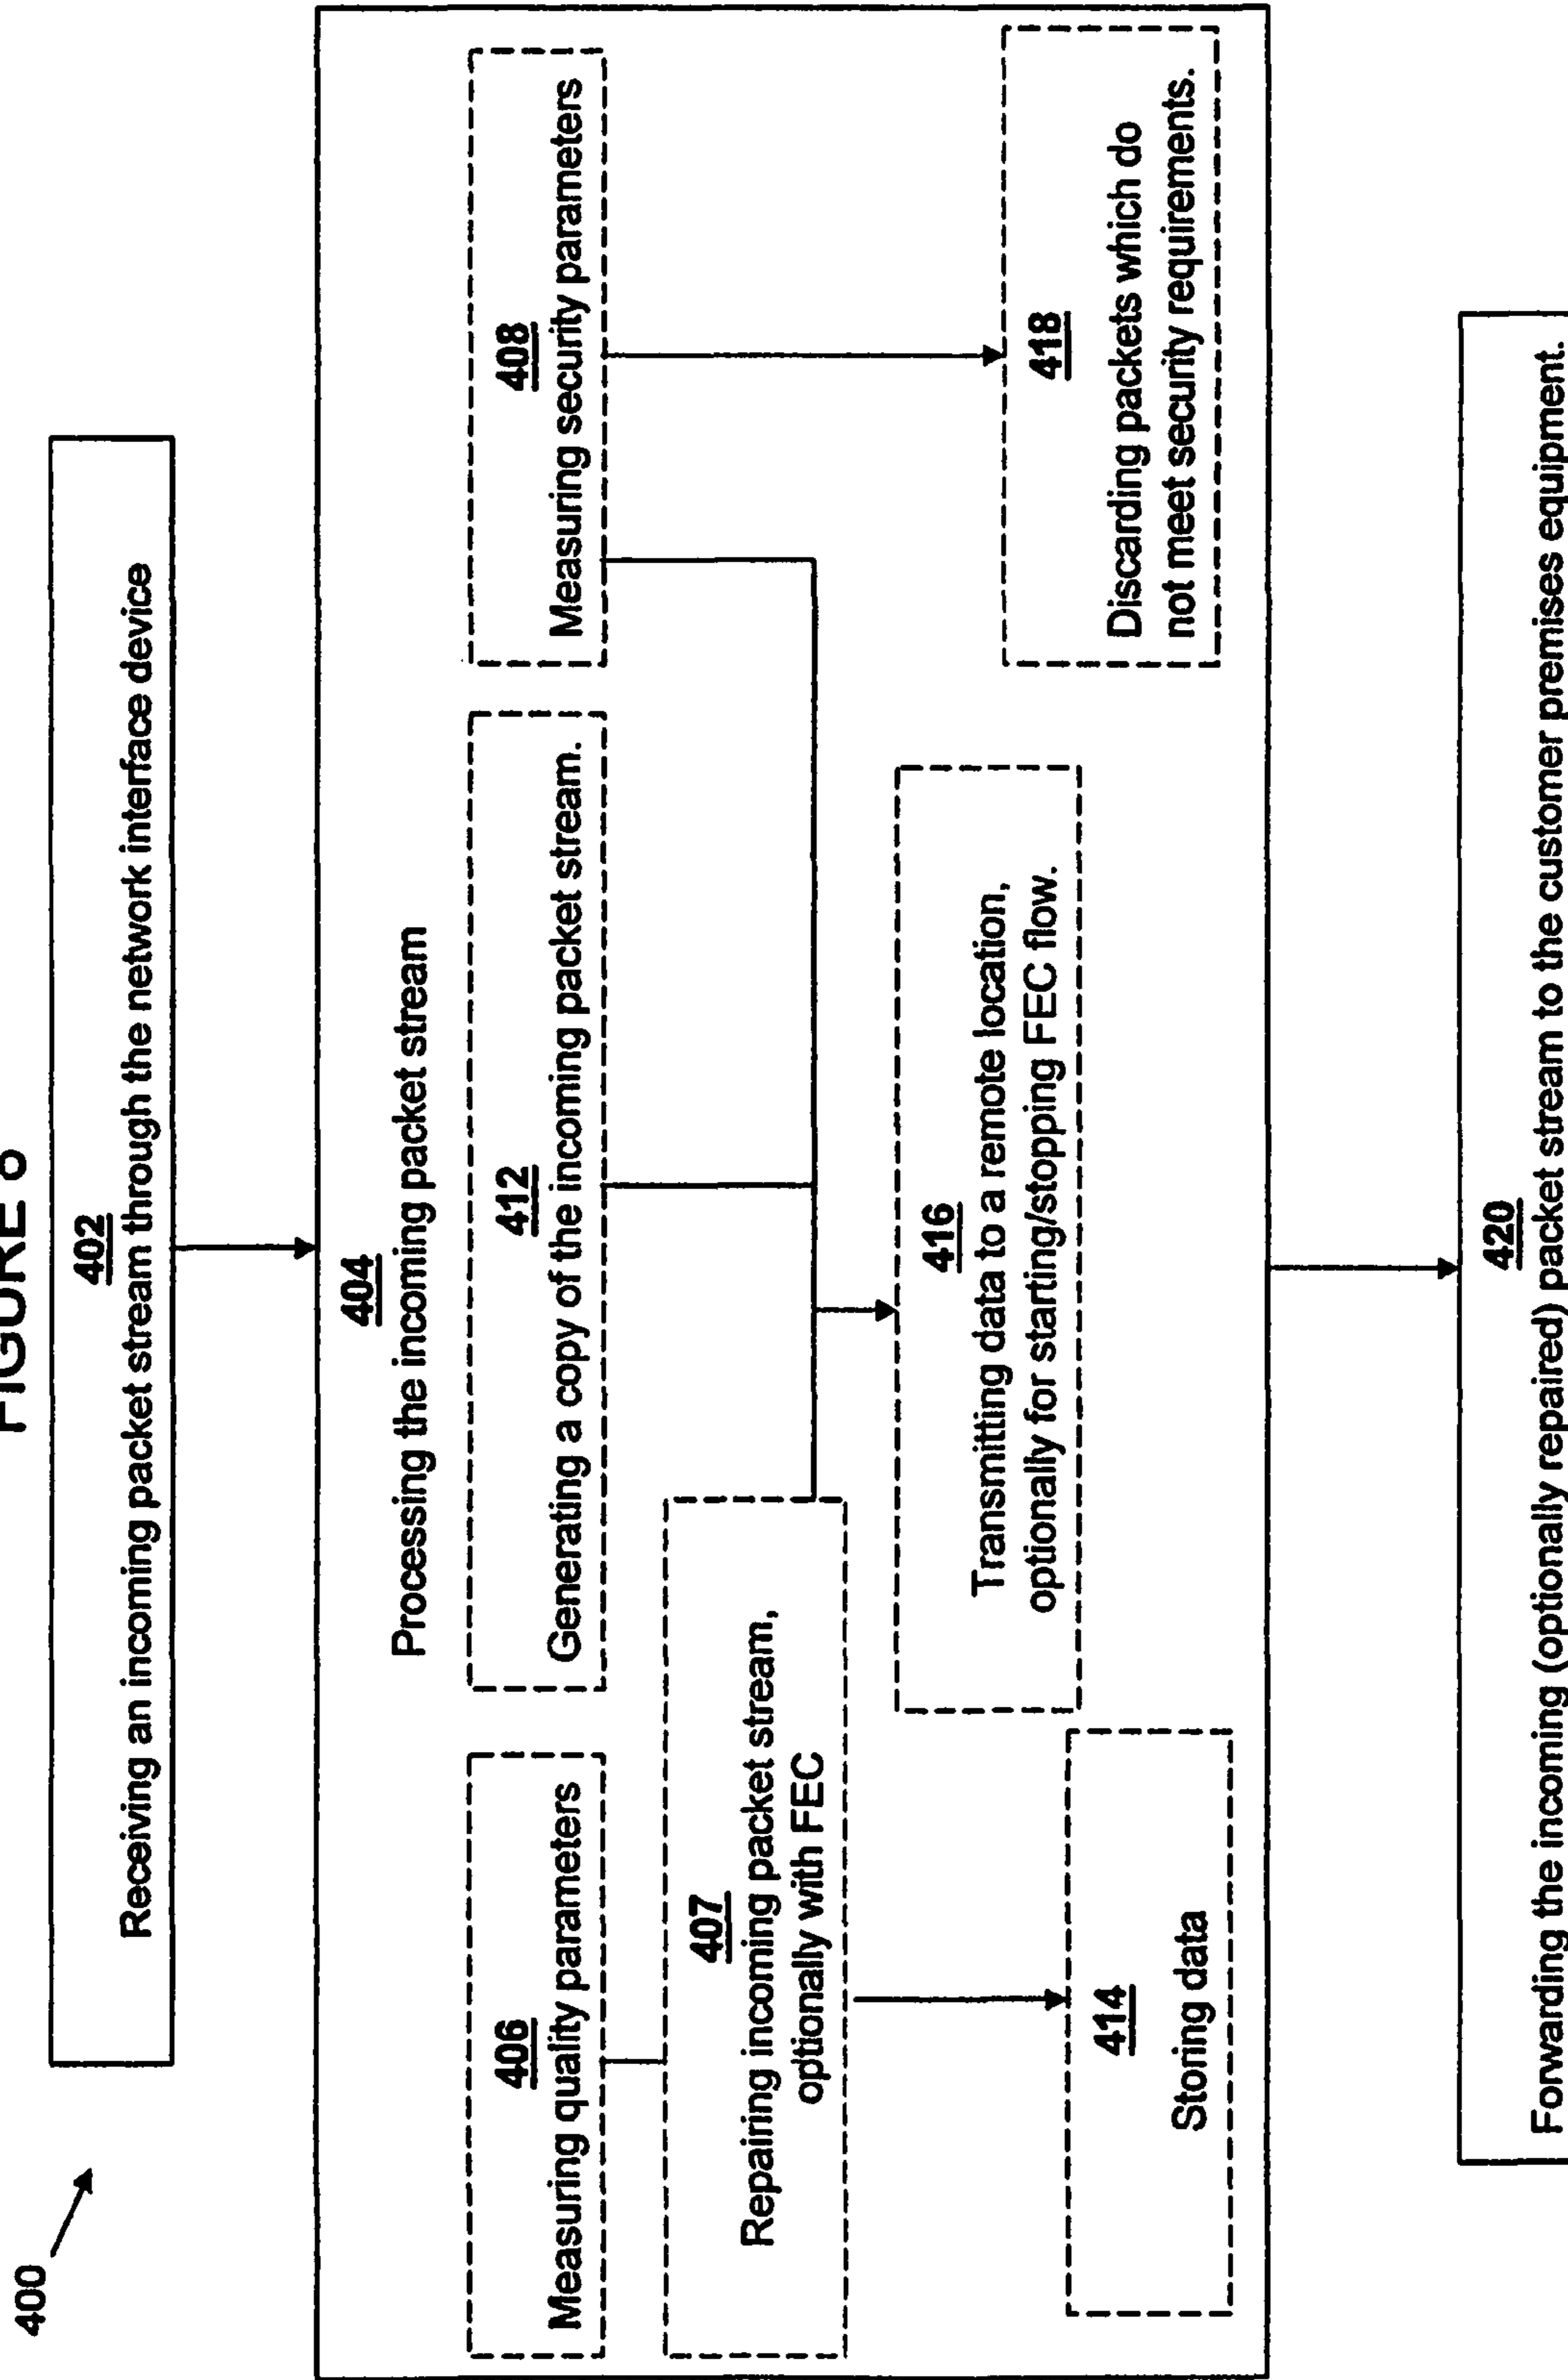 FIGURE 8
400
402
Receiving an incoming packet stream through the network interface device
404
Processing the incoming packet stream
406
Measuring quality parameters
412
Generating a copy of the incoming packet stream.
408
Measuring security parameters
407
Repairing incoming packet stream,
optionally with FEC
416
Transmitting data to a remote location,
optionally for starting/stopping FEC flow.
414
Storing data
418
Discarding packets which do
not meet security requirements.
420
Forwarding the incoming (optionally repaired) packet stream to the customer premises equipment.